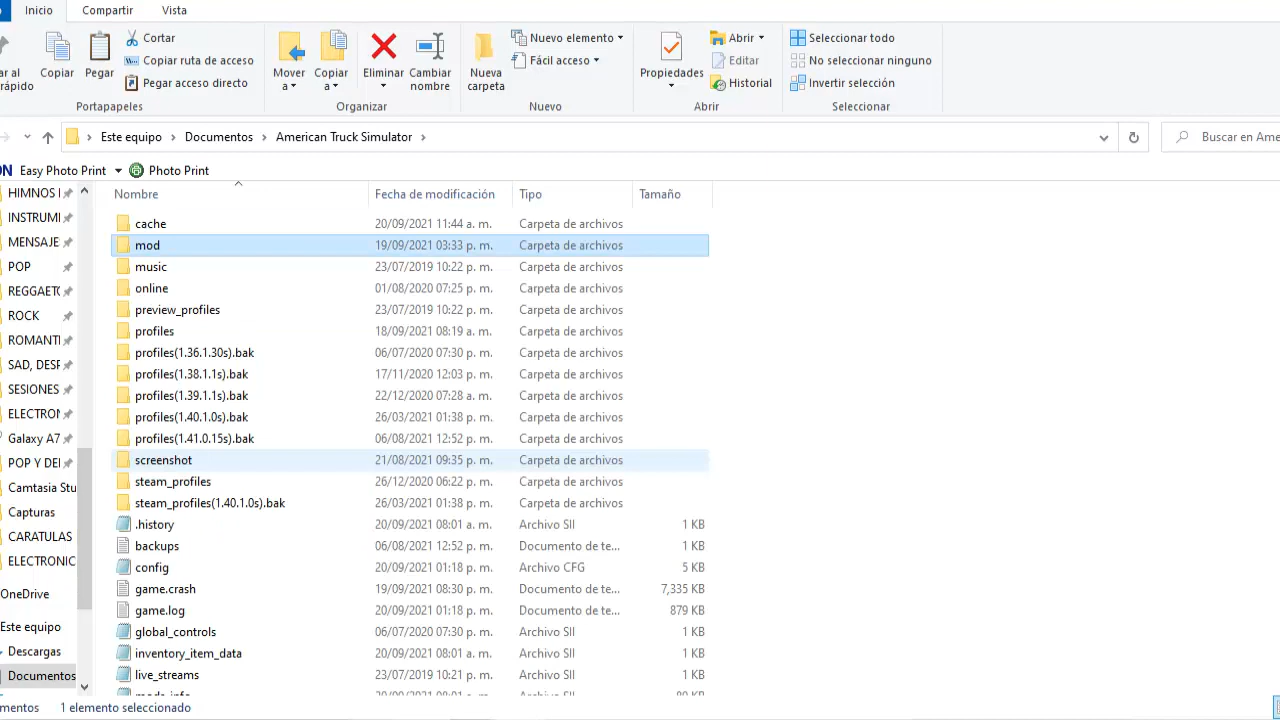 Inicio Compartir Vista
Cortar
Copiar ruta de acceso
Pegar acceso directo
Copiar Pegar
Portapapeles
Mover a Copiar a Eliminar Cambiar nombre
Organizar
Nueva carpeta
Nuevo elemento
Fácil acceso
Nuevo
Propiedades
Abrir
Editar
Historial
Abrir
Seleccionar todo
No seleccionar ninguno
Invertir selección
Seleccionar
Este equipo > Documentos > American Truck Simulator >
Buscar en Ame
Easy Photo Print Photo Print
HIMNOS
INSTRUMI
MENSAJE
POP
REGGAET
ROCK
ROMANTI
SAD, DESP
SESIONES
ELECTRON
Galaxy A7
POP Y DE
Camtasia Stu
Capturas
CARATULAS
ELECTRONIC
OneDrive
Este equipo
Descargas
Documentos
Nombre Fecha de modificación Tipo Tamaño
cache 20/09/2021 11:44 a. m. Carpeta de archivos
mod 19/09/2021 03:33 p. m. Carpeta de archivos
music 23/07/2019 10:22 p. m. Carpeta de archivos
online 01/08/2020 07:25 p. m. Carpeta de archivos
preview_profiles 23/07/2019 10:22 p. m. Carpeta de archivos
profiles 18/09/2021 08:19 a. m. Carpeta de archivos
profiles(1.36.1.30s).bak 06/07/2020 07:30 p. m. Carpeta de archivos
profiles(1.38.1.1s).bak 17/11/2020 12:03 p. m. Carpeta de archivos
profiles(1.39.1.1s).bak 22/12/2020 07:28 a. m. Carpeta de archivos
profiles(1.40.1.0s).bak 26/03/2021 01:38 p. m. Carpeta de archivos
profiles(1.41.0.15s).bak 06/08/2021 12:52 p. m. Carpeta de archivos
screenshot 21/08/2021 09:35 p. m. Carpeta de archivos
steam_profiles 26/12/2020 06:22 p. m. Carpeta de archivos
steam_profiles(1.40.1.0s).bak 26/03/2021 01:38 p. m. Carpeta de archivos
.history 20/09/2021 08:01 a. m. Archivo SII 1 KB
backups 06/08/2021 12:52 p. m. Documento de te... 1 KB
config 20/09/2021 01:18 p. m. Archivo CFG 5 KB
game.crash 19/09/2021 08:30 p. m. Documento de te... 7,335 KB
game.log 20/09/2021 01:18 p. m. Documento de te... 879 KB
global_controls 06/07/2020 07:30 p. m. Archivo SII 1 KB
inventory_item_data 20/09/2021 08:01 a. m. Archivo SII 1 KB
live_streams 23/07/2019 10:22 p. m. Archivo SII 1 KB
mentos 1 elemento seleccionado